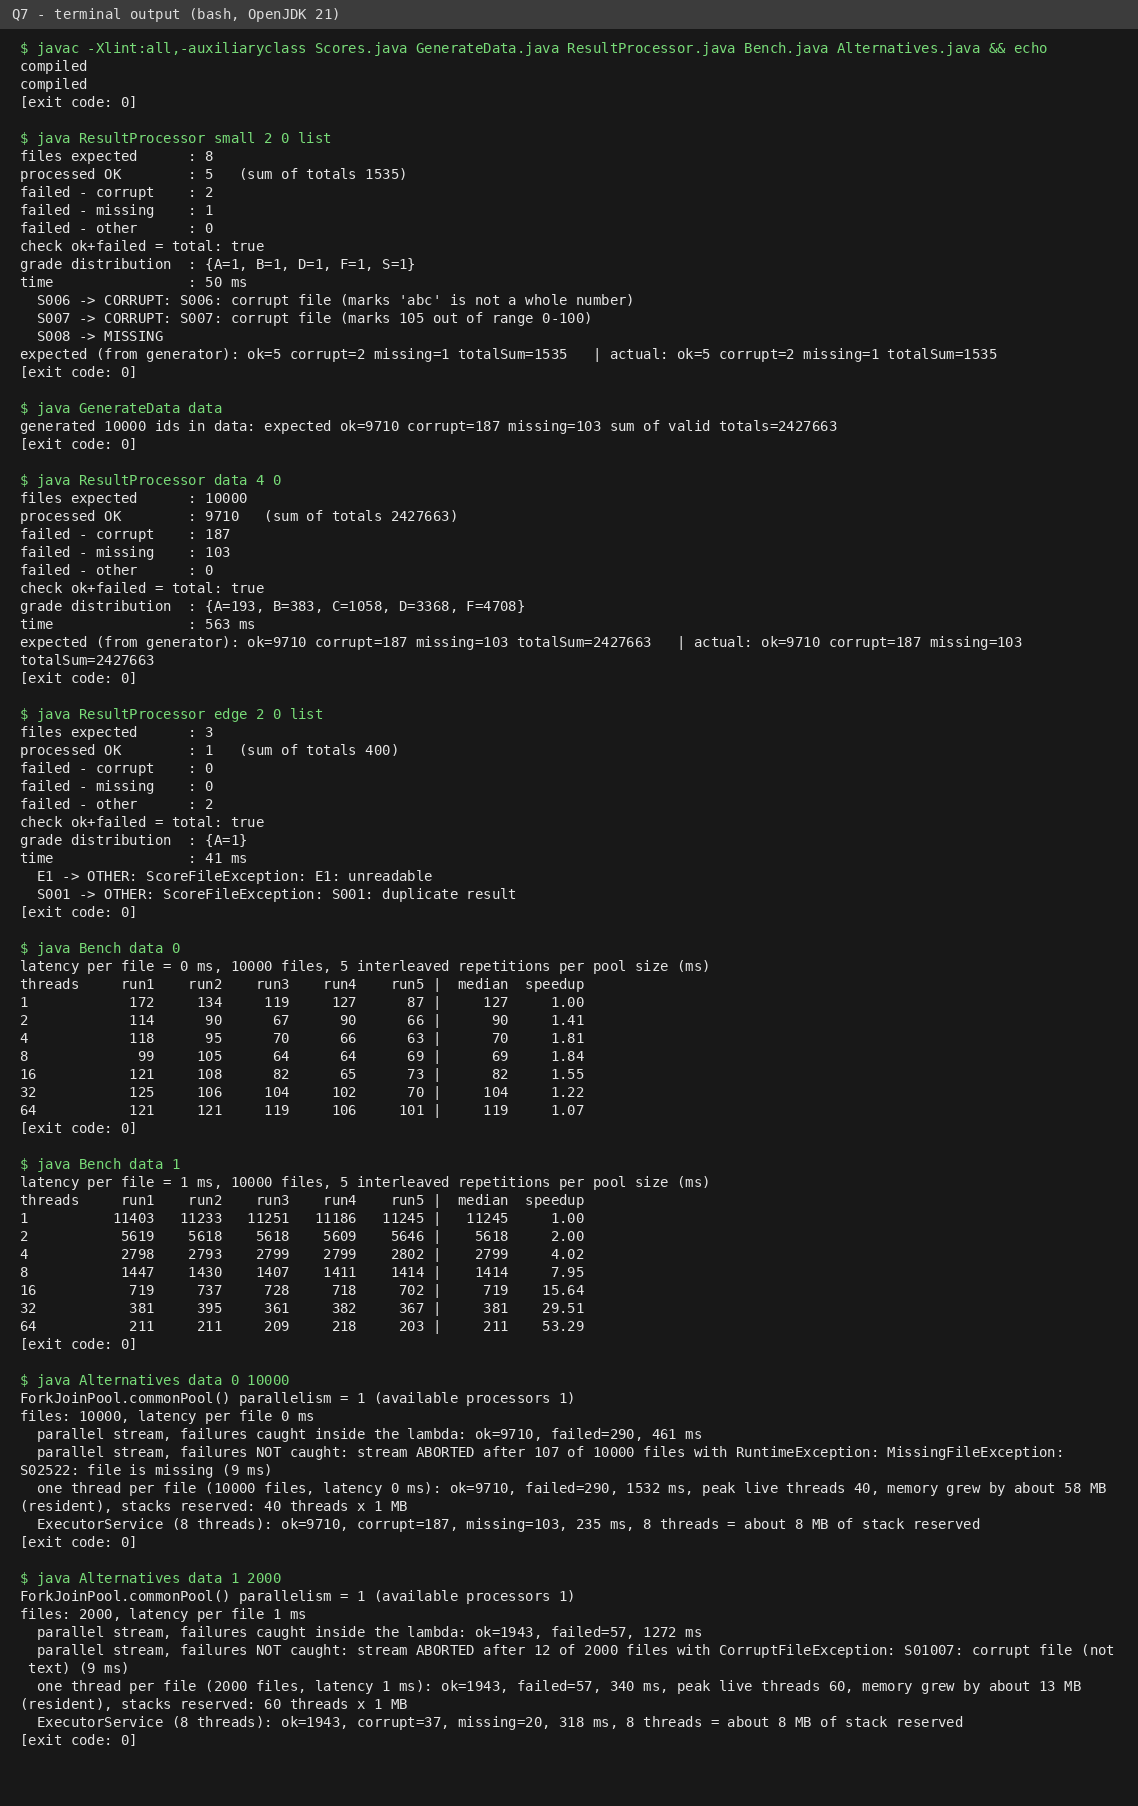 Q7 - terminal output (bash, OpenJDK 21)
$ javac -Xlint:all,-auxiliaryclass Scores.java GenerateData.java ResultProcessor.java Bench.java Alternatives.java && echo
compiled
compiled
[exit code: 0]
$ java ResultProcessor small 2 0 list
files expected      : 8
processed OK        : 5   (sum of totals 1535)
failed - corrupt    : 2
failed - missing    : 1
failed - other      : 0
check ok+failed = total: true
grade distribution  : {A=1, B=1, D=1, F=1, S=1}
time                : 50 ms
  S006 -> CORRUPT: S006: corrupt file (marks 'abc' is not a whole number)
  S007 -> CORRUPT: S007: corrupt file (marks 105 out of range 0-100)
  S008 -> MISSING
expected (from generator): ok=5 corrupt=2 missing=1 totalSum=1535   | actual: ok=5 corrupt=2 missing=1 totalSum=1535
[exit code: 0]
$ java GenerateData data
generated 10000 ids in data: expected ok=9710 corrupt=187 missing=103 sum of valid totals=2427663
[exit code: 0]
$ java ResultProcessor data 4 0
files expected      : 10000
processed OK        : 9710   (sum of totals 2427663)
failed - corrupt    : 187
failed - missing    : 103
failed - other      : 0
check ok+failed = total: true
grade distribution  : {A=193, B=383, C=1058, D=3368, F=4708}
time                : 563 ms
expected (from generator): ok=9710 corrupt=187 missing=103 totalSum=2427663   | actual: ok=9710 corrupt=187 missing=103
totalSum=2427663
[exit code: 0]
$ java ResultProcessor edge 2 0 list
files expected      : 3
processed OK        : 1   (sum of totals 400)
failed - corrupt    : 0
failed - missing    : 0
failed - other      : 2
check ok+failed = total: true
grade distribution  : {A=1}
time                : 41 ms
  E1 -> OTHER: ScoreFileException: E1: unreadable
  S001 -> OTHER: ScoreFileException: S001: duplicate result
[exit code: 0]
$ java Bench data 0
latency per file = 0 ms, 10000 files, 5 interleaved repetitions per pool size (ms)
threads     run1    run2    run3    run4    run5 |  median  speedup
1            172     134     119     127      87 |     127     1.00
2            114      90      67      90      66 |      90     1.41
4            118      95      70      66      63 |      70     1.81
8             99     105      64      64      69 |      69     1.84
16           121     108      82      65      73 |      82     1.55
32           125     106     104     102      70 |     104     1.22
64           121     121     119     106     101 |     119     1.07
[exit code: 0]
$ java Bench data 1
latency per file = 1 ms, 10000 files, 5 interleaved repetitions per pool size (ms)
threads     run1    run2    run3    run4    run5 |  median  speedup
1          11403   11233   11251   11186   11245 |   11245     1.00
2           5619    5618    5618    5609    5646 |    5618     2.00
4           2798    2793    2799    2799    2802 |    2799     4.02
8           1447    1430    1407    1411    1414 |    1414     7.95
16           719     737     728     718     702 |     719    15.64
32           381     395     361     382     367 |     381    29.51
64           211     211     209     218     203 |     211    53.29
[exit code: 0]
$ java Alternatives data 0 10000
ForkJoinPool.commonPool() parallelism = 1 (available processors 1)
files: 10000, latency per file 0 ms
  parallel stream, failures caught inside the lambda: ok=9710, failed=290, 461 ms
  parallel stream, failures NOT caught: stream ABORTED after 107 of 10000 files with RuntimeException: MissingFileException:
S02522: file is missing (9 ms)
  one thread per file (10000 files, latency 0 ms): ok=9710, failed=290, 1532 ms, peak live threads 40, memory grew by about 58 MB
(resident), stacks reserved: 40 threads x 1 MB
  ExecutorService (8 threads): ok=9710, corrupt=187, missing=103, 235 ms, 8 threads = about 8 MB of stack reserved
[exit code: 0]
$ java Alternatives data 1 2000
ForkJoinPool.commonPool() parallelism = 1 (available processors 1)
files: 2000, latency per file 1 ms
  parallel stream, failures caught inside the lambda: ok=1943, failed=57, 1272 ms
  parallel stream, failures NOT caught: stream ABORTED after 12 of 2000 files with CorruptFileException: S01007: corrupt file (not
 text) (9 ms)
  one thread per file (2000 files, latency 1 ms): ok=1943, failed=57, 340 ms, peak live threads 60, memory grew by about 13 MB
(resident), stacks reserved: 60 threads x 1 MB
  ExecutorService (8 threads): ok=1943, corrupt=37, missing=20, 318 ms, 8 threads = about 8 MB of stack reserved
[exit code: 0]